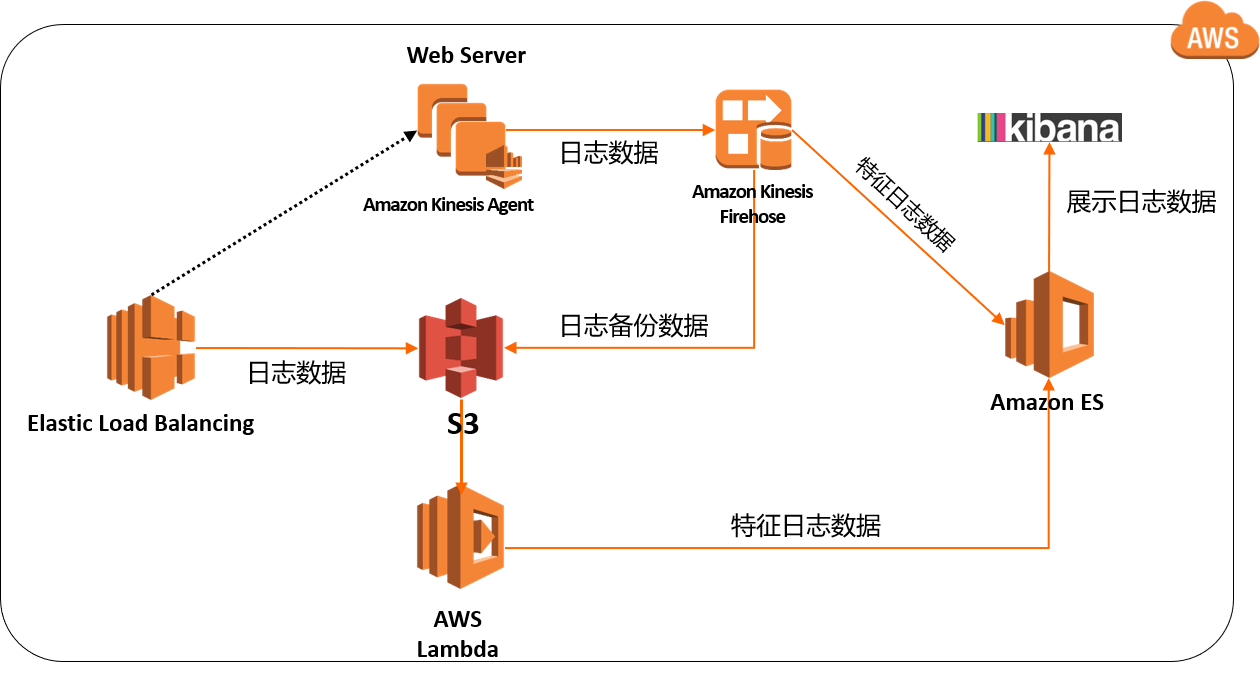 AWS
Web Server
kibana
日志数据
Amazon Kinesis Agent
Amazon Kinesis
Firehose
特征日志数据
展示日志数据
日志备份数据
日志数据
Elastic Load Balancing
S3
Amazon ES
特征日志数据
AWS
Lambda